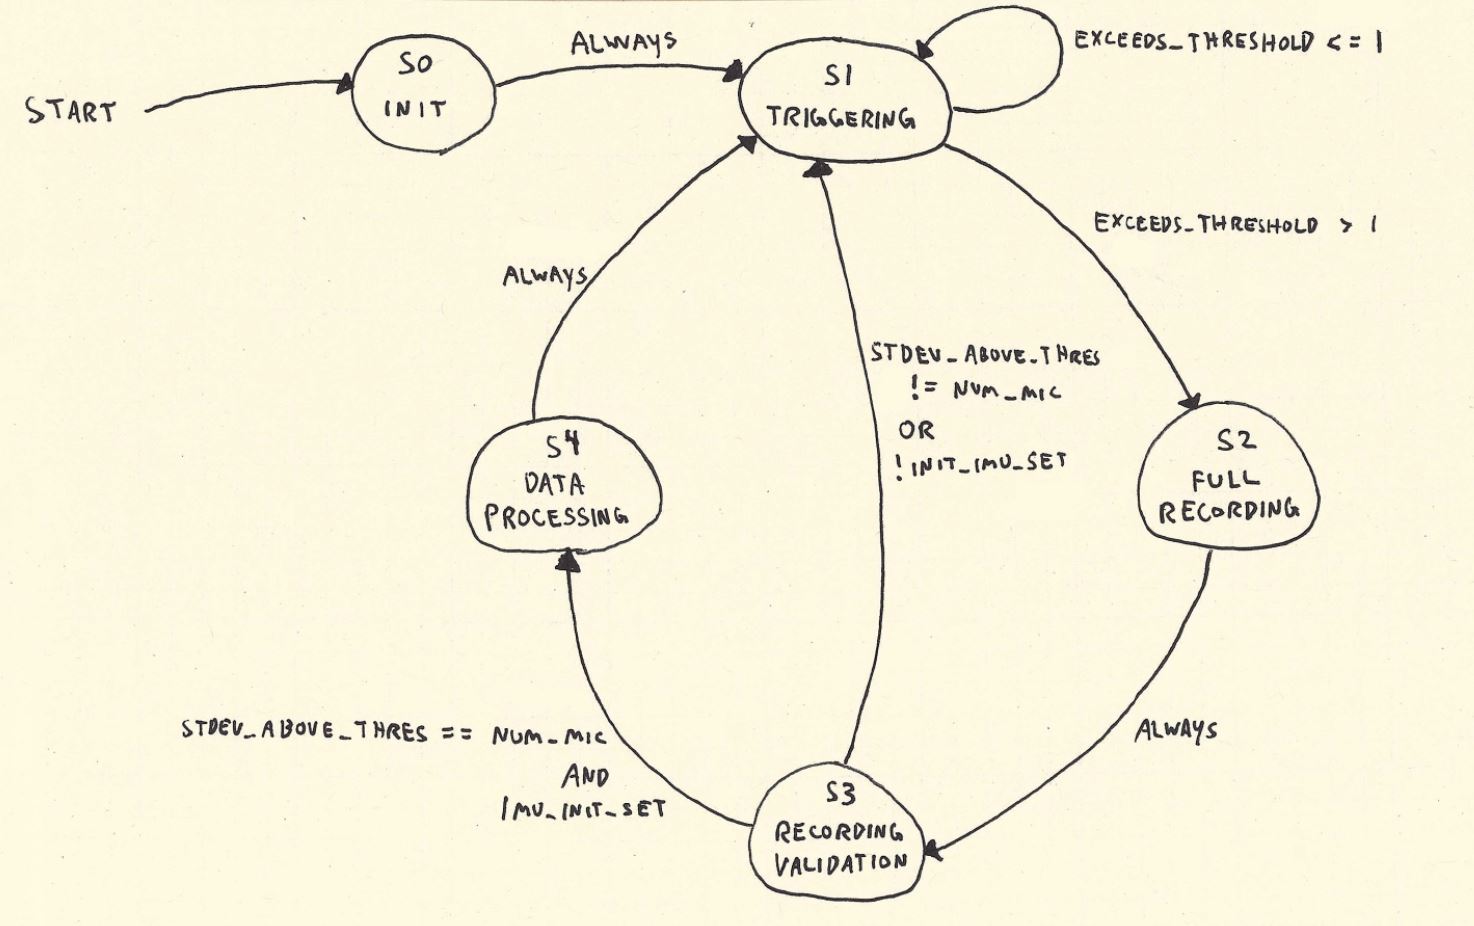 START
S0
INIT
ALWAYS
S1
TRIGGERING
EXCEEDS_THRESHOLD <= 1
EXCEEDS_THRESHOLD > 1
ALWAYS
STDEV_ABOVE_THRES
!= NUM_MIC
OR
!INIT_IMU_SET
S2
FULL
RECORDING
S4
DATA
PROCESSING
STDEV_ABOVE_THRES == NUM_MIC
AND
IMU_INIT_SET
ALWAYS
S3
RECORDING
VALIDATION